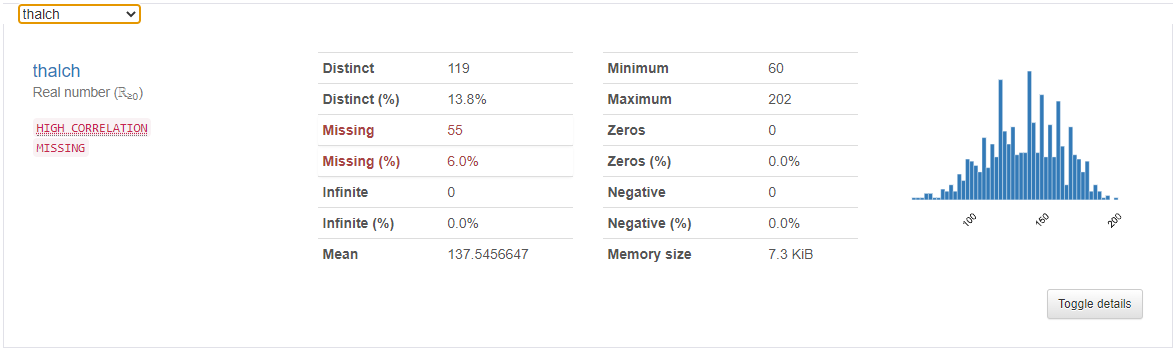 thalch
thalch
Real number (ℝ≥0)
HIGH CORRELATION
MISSING
Distinct 119
Distinct (%) 13.8%
Missing 55
Missing (%) 6.0%
Infinite 0
Infinite (%) 0.0%
Mean 137.5456647
Minimum 60
Maximum 202
Zeros 0
Zeros (%) 0.0%
Negative 0
Negative (%) 0.0%
Memory size 7.3 KiB
100 150 200
Toggle details